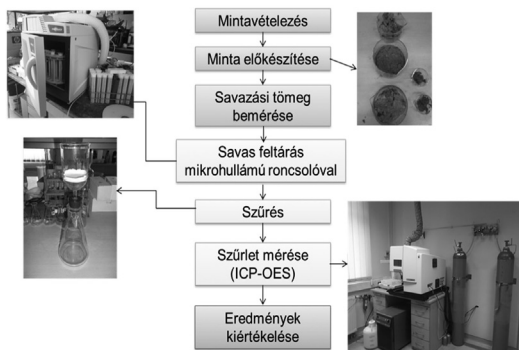 Mintavételezés
Minta előkészítése
Savazási tömeg
bemérése
Savas feltárás
mikrohullámú roncsolóval
Szűrés
Szűrlet mérése
(ICP-OES)
Eredmények
kiértékelése